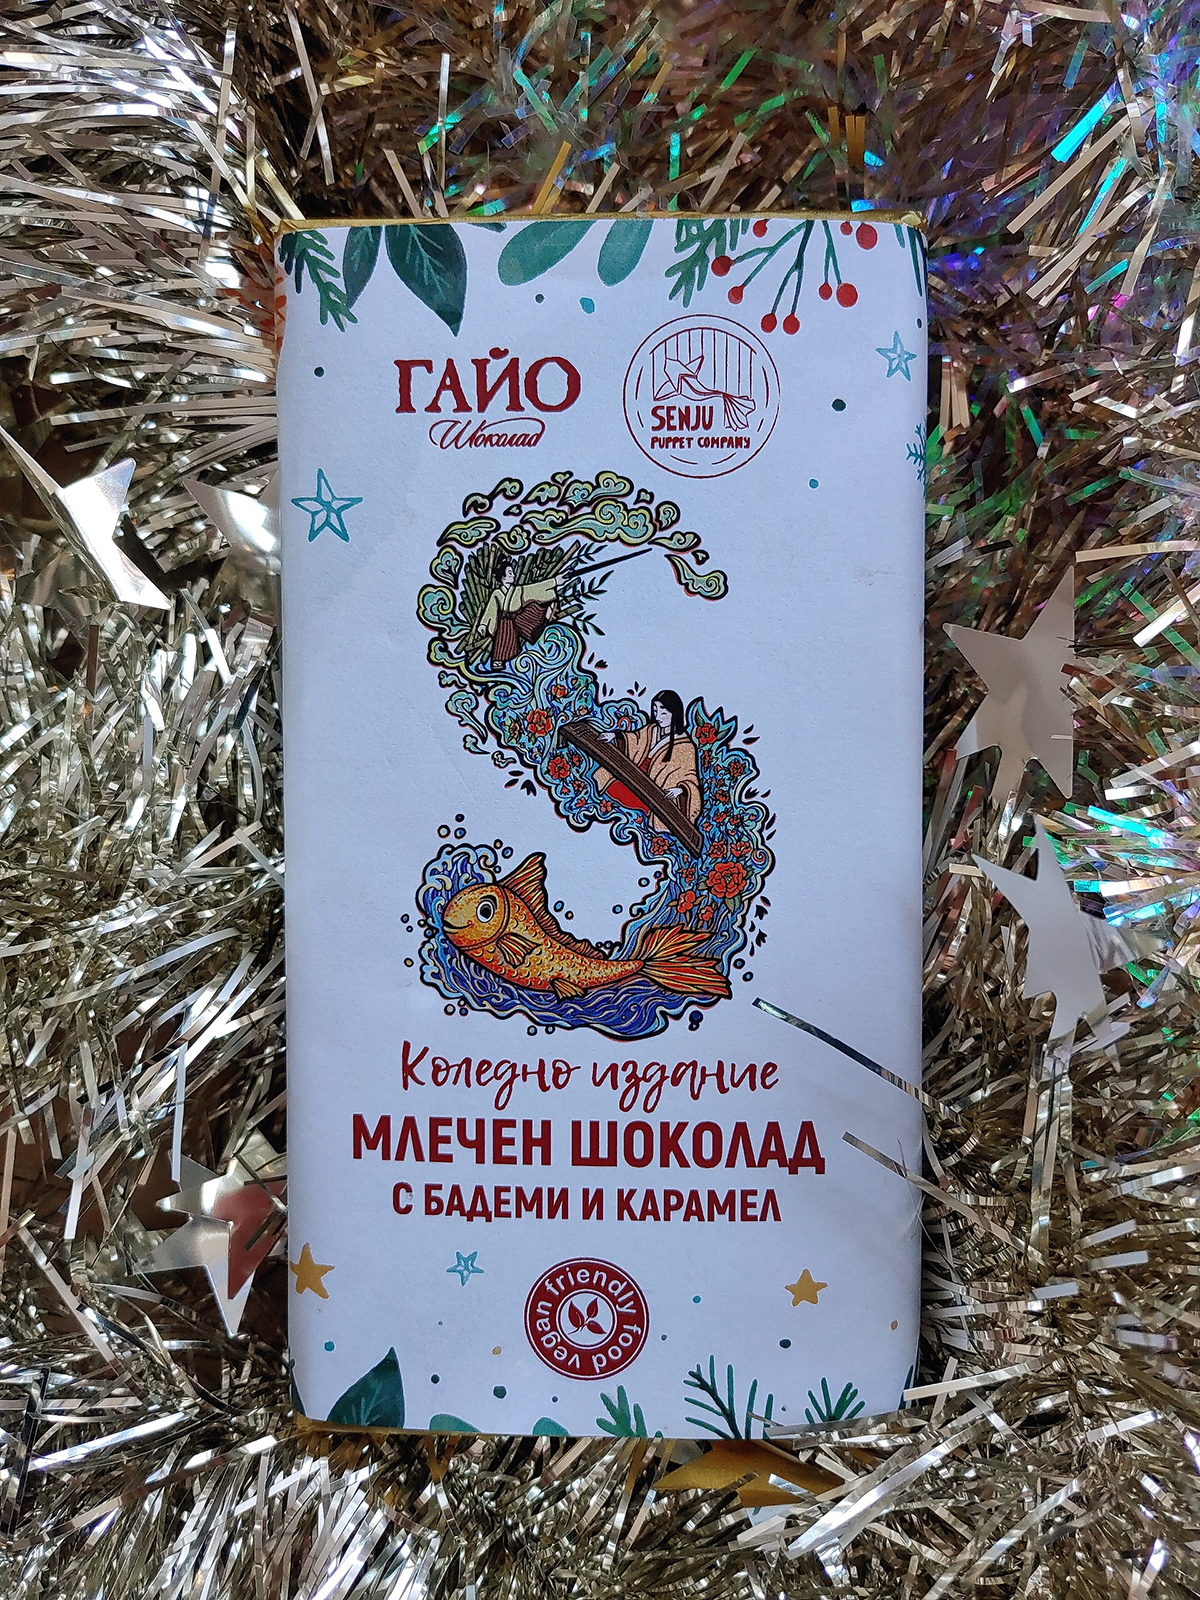 ГАЙО
Шоколад
SENJU
PUPPET COMPANY
Коледно издание
МЛЕЧЕН ШОКОЛАД
С БАДЕМИ И КАРАМЕЛ
vegan friendly food